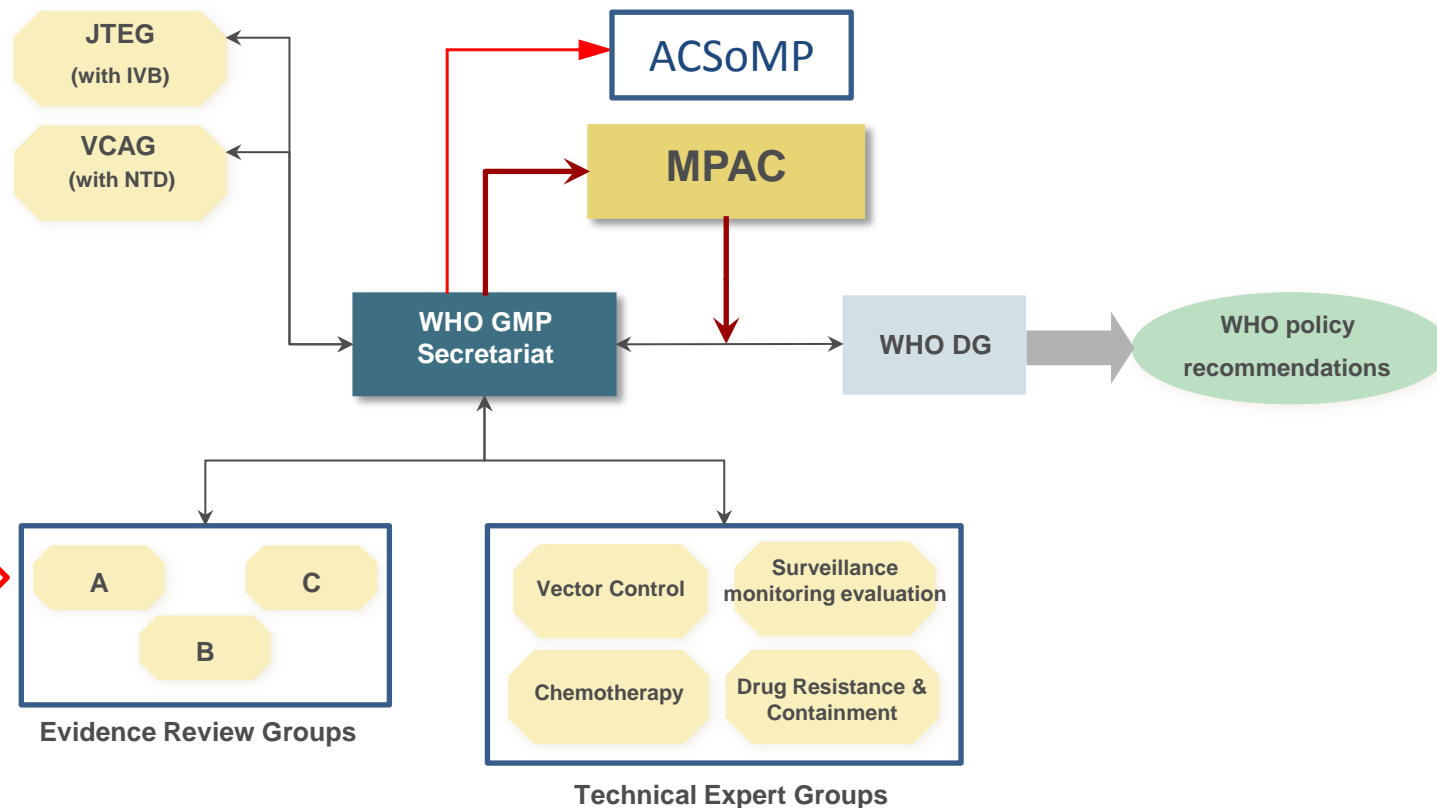 JTEG
(with IVB)
ACSoMP
VCAG
(with NTD)
MPAC
WHO GMP
Secretariat
WHO DG
WHO policy
recommendations
A
C
B
Evidence Review Groups
Vector Control
Surveillance
monitoring evaluation
Chemotherapy
Drug Resistance &
Containment
Technical Expert Groups